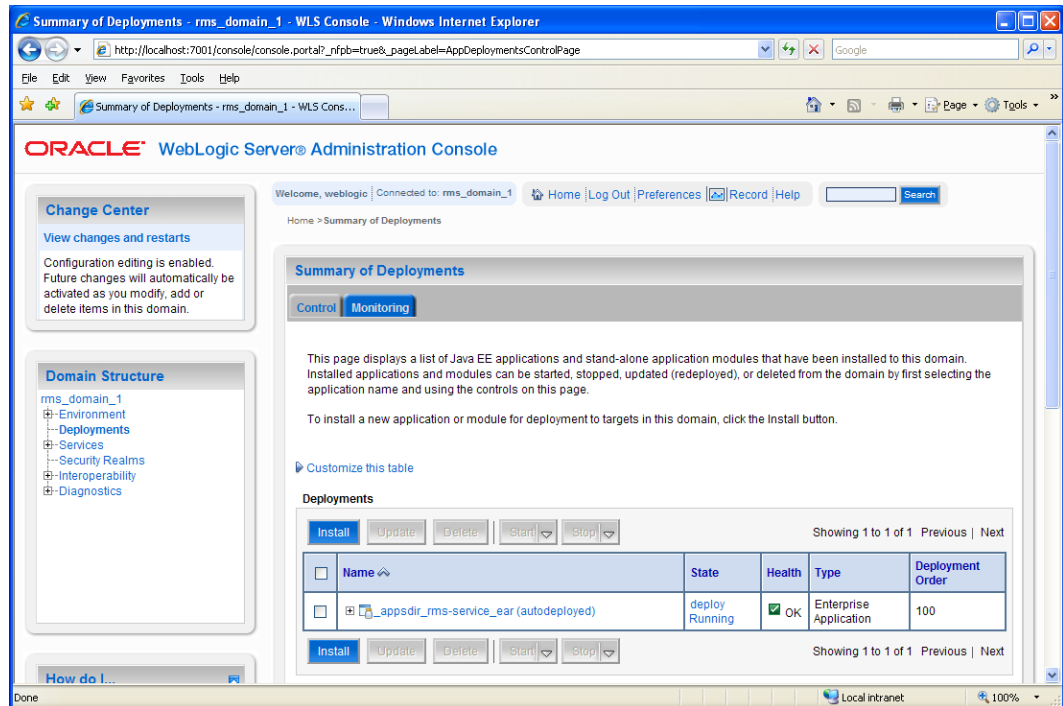 Summary of Deployments - rms_domain_1 - WLS Console - Windows Internet Explorer
http://localhost:7001/console/console.portal?_nfpb=true&_pageLabel=AppDeploymentsControlPage
Google
File Edit View Favorites Tools Help
Summary of Deployments - rms_domain_1 - WLS Cons...
Page Tools
ORACLE WebLogic Server® Administration Console
Change Center
View changes and restarts
Configuration editing is enabled.
Future changes will automatically be
activated as you modify, add or
delete items in this domain.
Domain Structure
rms_domain_1
Environment
Deployments
Services
Security Realms
Interoperability
Diagnostics
How do I...
Welcome, weblogic Connected to: rms_domain_1 Home Log Out Preferences Record Help Search
Home > Summary of Deployments
Summary of Deployments
Control Monitoring
This page displays a list of Java EE applications and stand-alone application modules that have been installed to this domain.
Installed applications and modules can be started, stopped, updated (redeployed), or deleted from the domain by first selecting the
application name and using the controls on this page.
To install a new application or module for deployment to targets in this domain, click the Install button.
Customize this table
Deployments
Install Update Delete Start Stop Showing 1 to 1 of 1 Previous | Next
Name State Health Type Deployment
Order
_appsdir_rms-service_ear (autodeployed) deploy
Running OK Enterprise
Application 100
Install Update Delete Start Stop Showing 1 to 1 of 1 Previous | Next
Done Local intranet 100%